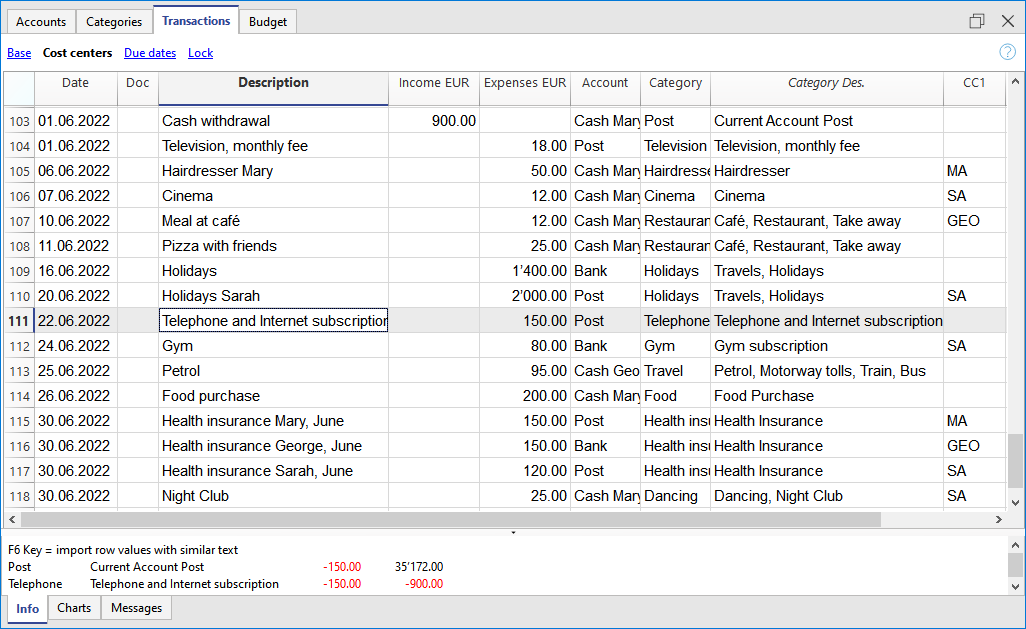 Accounts Categories Transactions Budget
Base Cost centers Due dates Lock ?
Date Doc Description Income EUR Expenses EUR Account Category Category Des. CC1
103 01.06.2022 Cash withdrawal 900.00 Cash Mary Post Current Account Post
104 01.06.2022 Television, monthly fee 18.00 Post Television Television, monthly fee
105 06.06.2022 Hairdresser Mary 50.00 Cash Mary Hairdresse Hairdresser MA
106 07.06.2022 Cinema 12.00 Cash Mary Cinema Cinema SA
107 10.06.2022 Meal at café 12.00 Cash Mary Restauran Café, Restaurant, Take away GEO
108 11.06.2022 Pizza with friends 25.00 Cash Mary Restauran Café, Restaurant, Take away
109 16.06.2022 Holidays 1'400.00 Bank Holidays Travels, Holidays
110 20.06.2022 Holidays Sarah 2'000.00 Post Holidays Travels, Holidays SA
111 22.06.2022 Telephone and Internet subscription 150.00 Post Telephone Telephone and Internet subscription
112 24.06.2022 Gym 80.00 Bank Gym Gym subscription SA
113 25.06.2022 Petrol 95.00 Cash Geo Travel Petrol, Motorway tolls, Train, Bus
114 26.06.2022 Food purchase 200.00 Cash Mary Food Food Purchase
115 30.06.2022 Health insurance Mary, June 150.00 Post Health insu Health Insurance MA
116 30.06.2022 Health insurance George, June 150.00 Bank Health insu Health Insurance GEO
117 30.06.2022 Health insurance Sarah, June 120.00 Post Health insu Health Insurance SA
118 30.06.2022 Night Club 25.00 Cash Mary Dancing Dancing, Night Club SA
F6 Key = import row values with similar text
Post Current Account Post -150.00 35'172.00
Telephone Telephone and Internet subscription -150.00 -900.00
Info Charts Messages